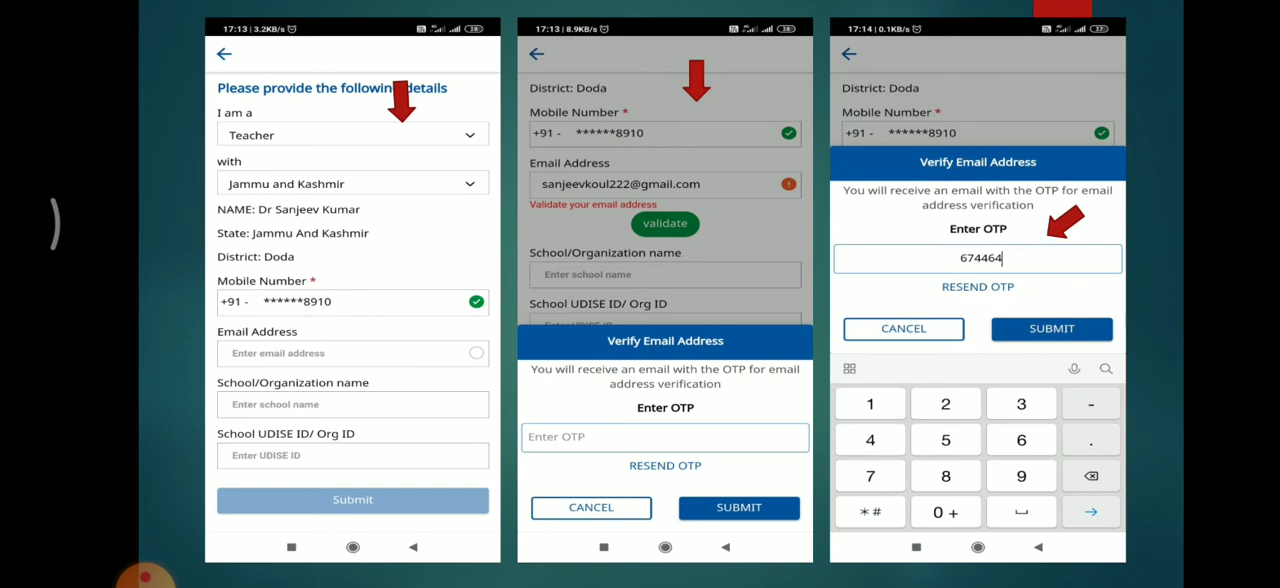 17:13 | 3.2KB/s
38
Please provide the following details
I am a
Teacher
with
Jammu and Kashmir
NAME: Dr Sanjeev Kumar
State: Jammu And Kashmir
District: Doda
Mobile Number *
+91 - ******8910
Email Address
Enter email address
School/Organization name
Enter school name
School UDISE ID/ Org ID
Enter UDISE ID
Submit
17:13 | 8.9KB/s
38
District: Doda
Mobile Number *
+91 - ******8910
Email Address
sanjeevkoul222@gmail.com
Validate your email address
validate
School/Organization name
Enter school name
School UDISE ID/ Org ID
Enter UDISE ID
Verify Email Address
You will receive an email with the OTP for email
address verification
Enter OTP
Enter OTP
RESEND OTP
CANCEL SUBMIT
17:14 | 0.1KB/s
37
District: Doda
Mobile Number *
+91 - ******8910
Verify Email Address
You will receive an email with the OTP for email
address verification
Enter OTP
674464
RESEND OTP
CANCEL SUBMIT
1 2 3 -
4 5 6 .
7 8 9
*# 0 +